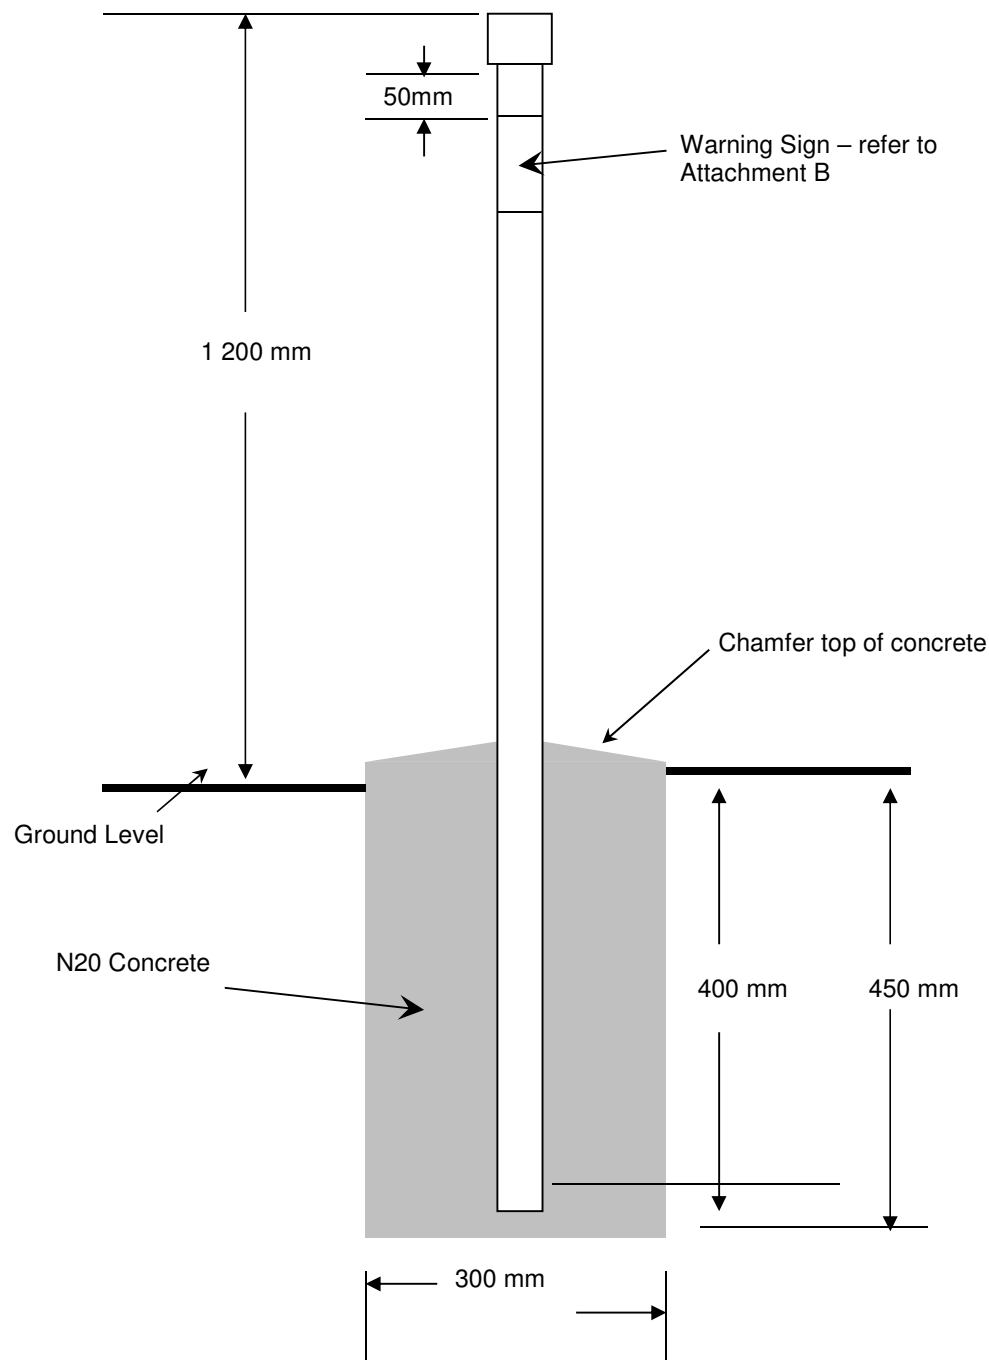 50mm
Warning Sign – refer to
Attachment B
1 200 mm
Chamfer top of concrete
Ground Level
N20 Concrete
400 mm
450 mm
300 mm